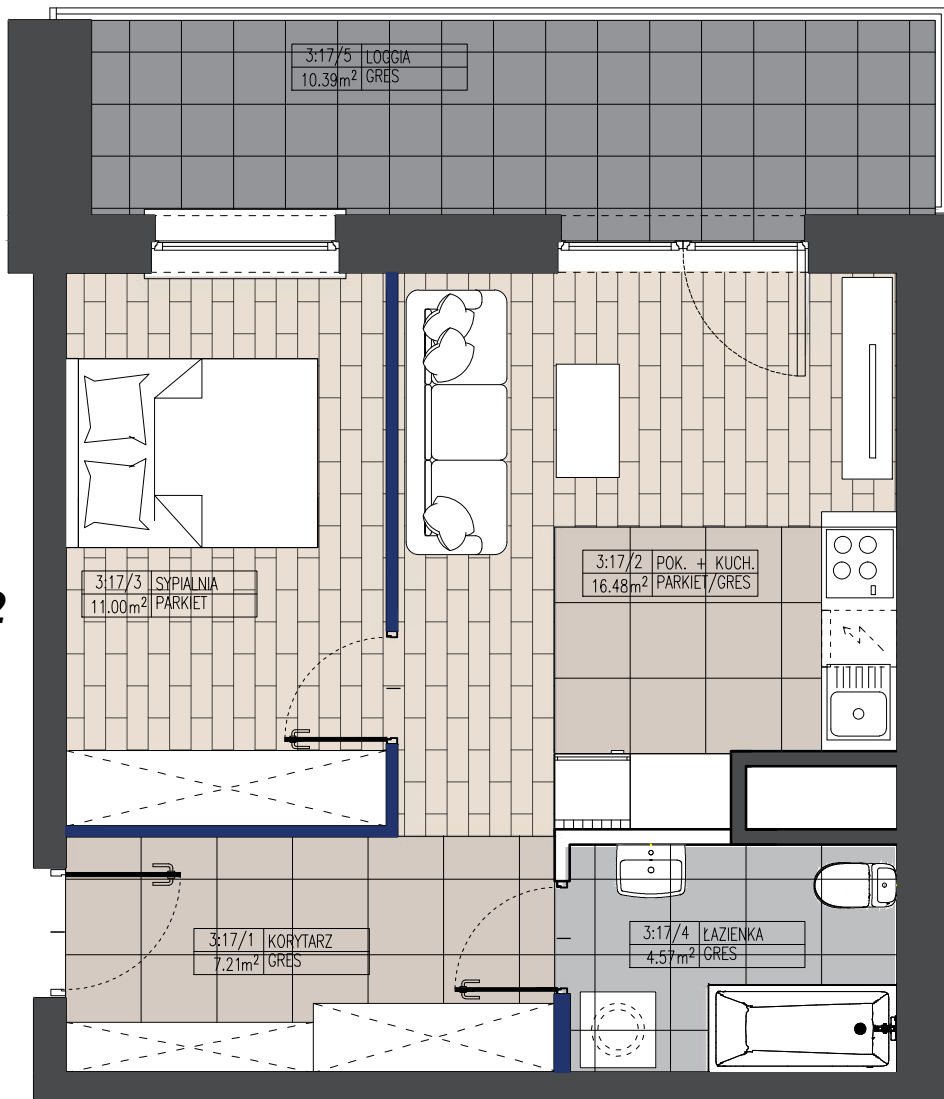 3:17/5 LOGGIA
10.39m² GRES
3:17/2 POK. + KUCH.
16.48m² PARKIET/GRES
3:17/3 SYPIALNIA
11.00m² PARKIET
2
3:17/1 KORYTARZ
7.21m² GRES
3:17/4 ŁAZIENKA
4.57m² GRES